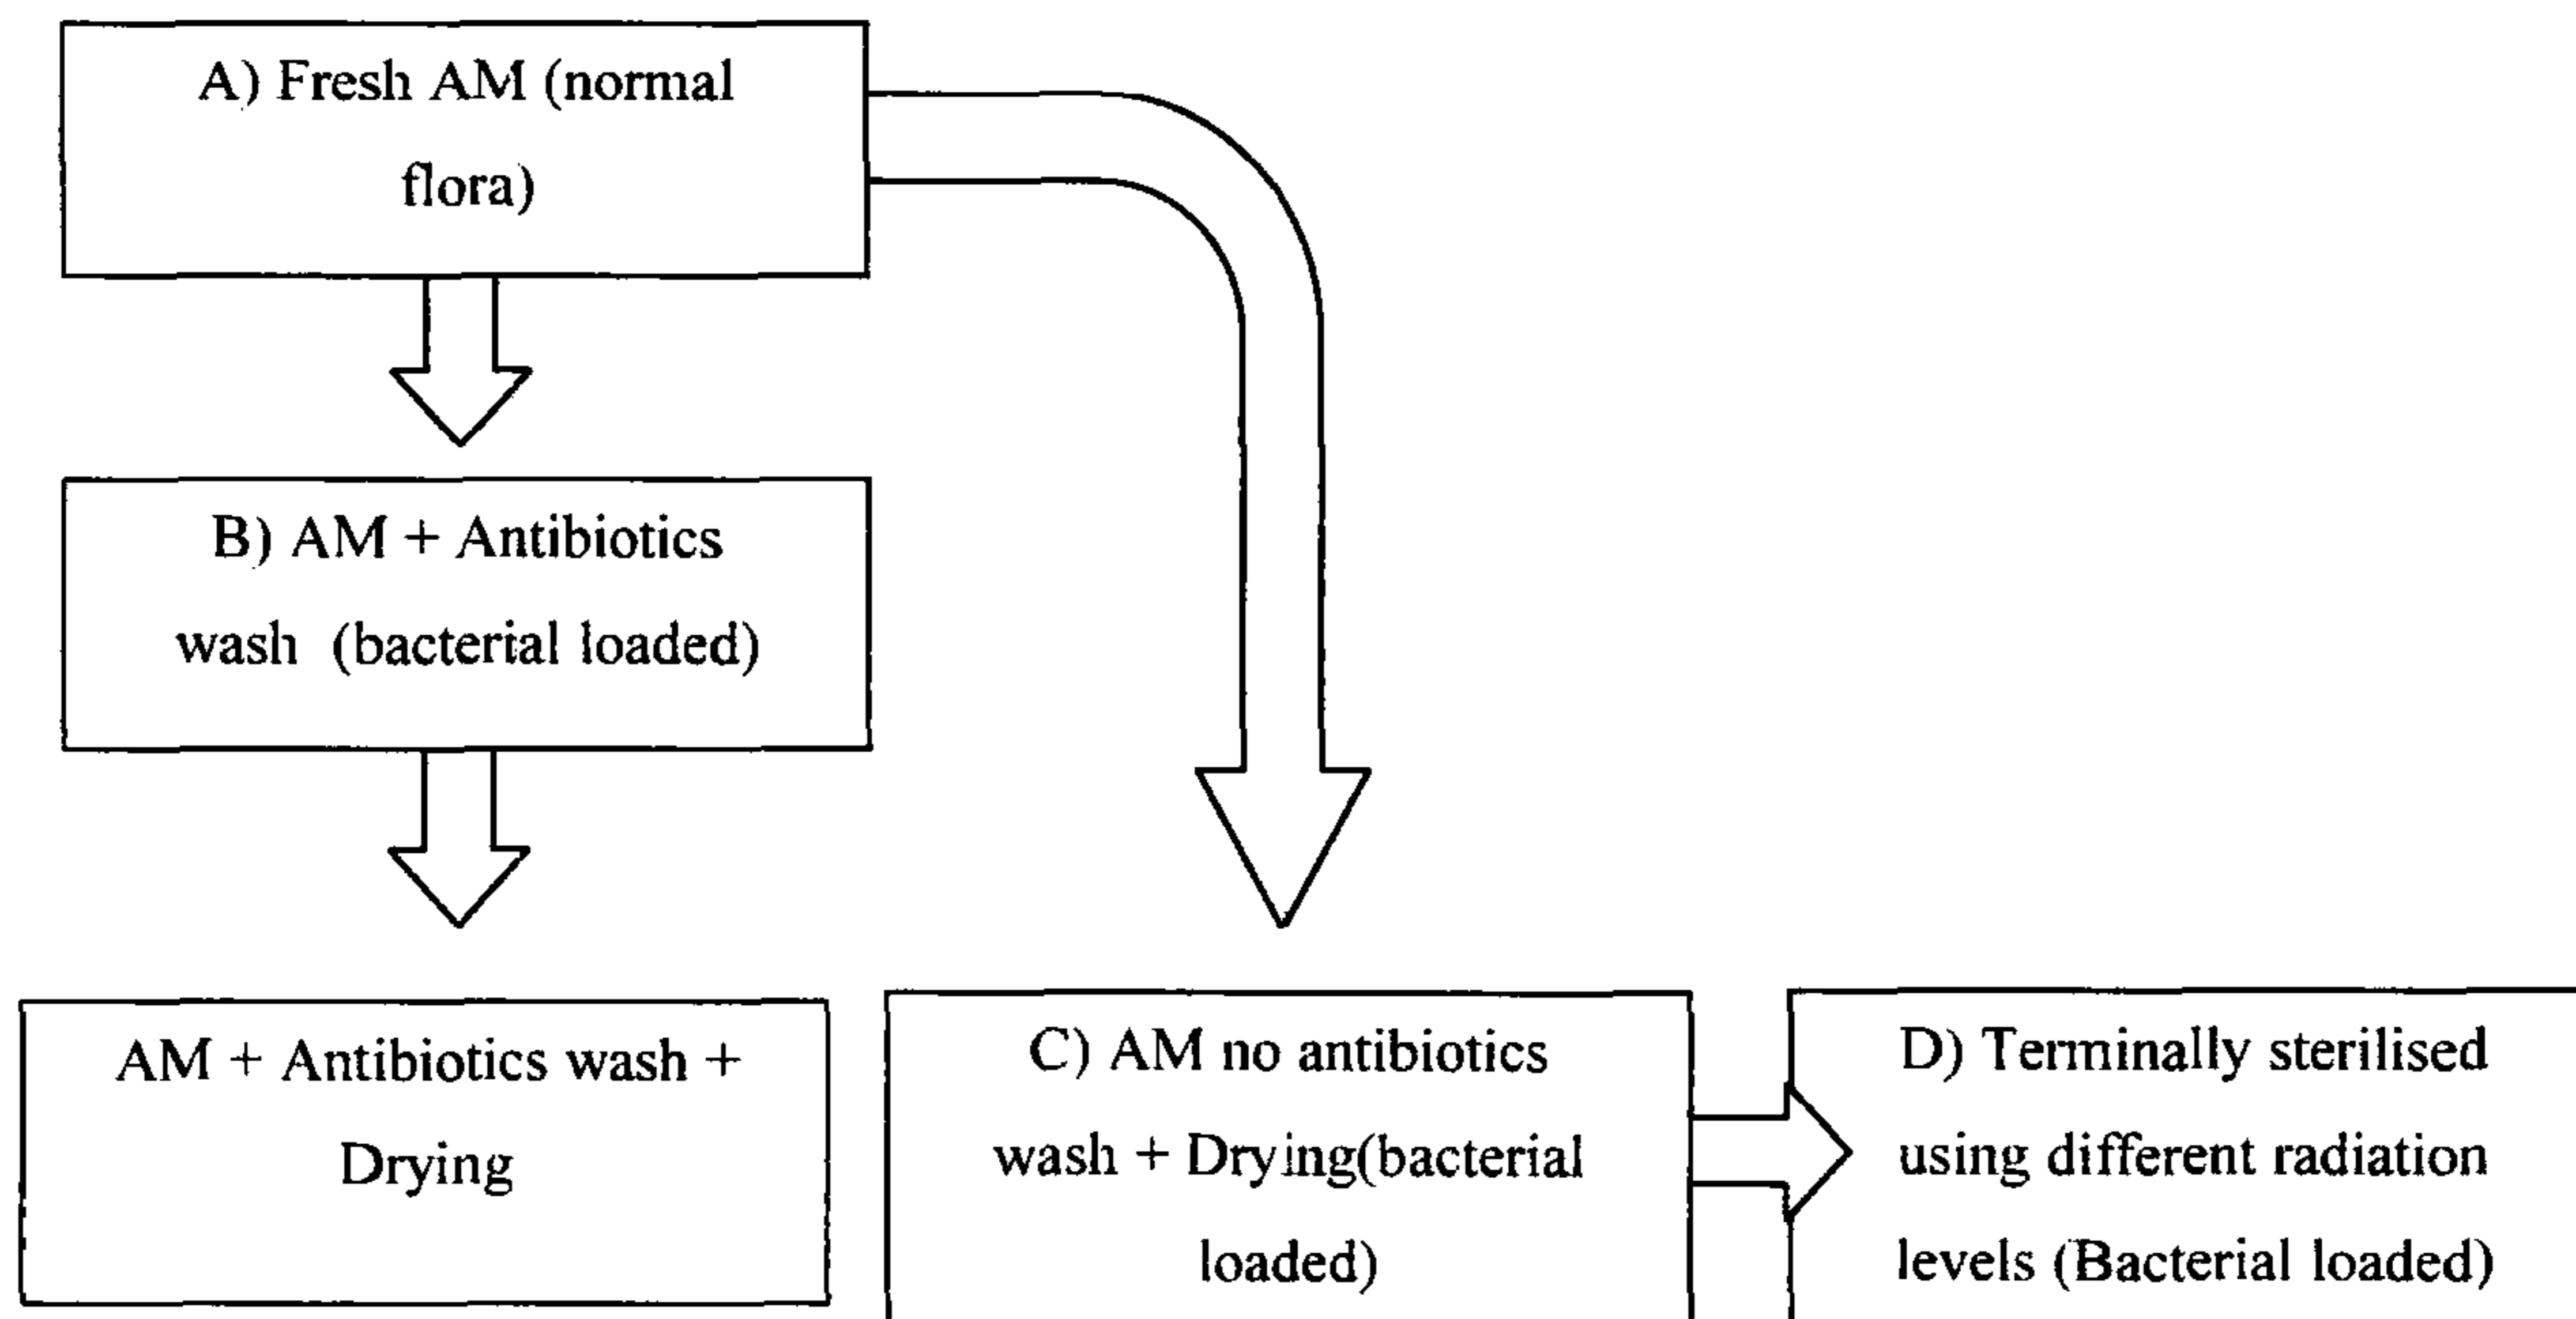 A) Fresh AM (normal
flora)
B) AM + Antibiotics
wash (bacterial loaded)
AM + Antibiotics wash +
Drying
C) AM no antibiotics
wash + Drying(bacterial
loaded)
D) Terminally sterilised
using different radiation
levels (Bacterial loaded)